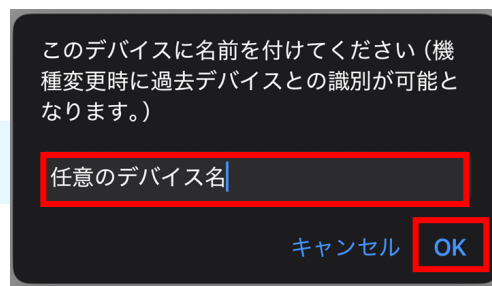 このデバイスに名前を付けてください（機
種変更時に過去デバイスとの識別が可能と
なります。）
任意のデバイス名
キャンセル OK